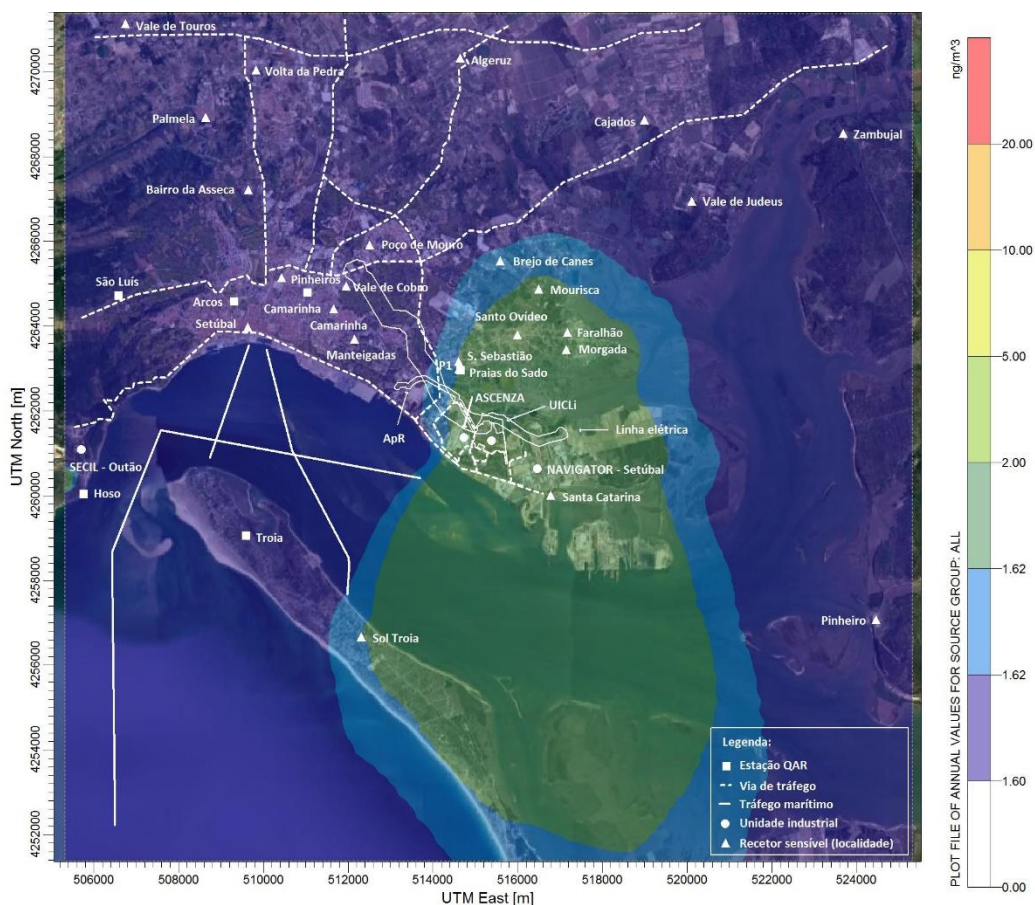 Vale de Touros
Volta da Pedra
Algeruz
Palmela
Cajados
Zambujal
Bairro da Asseca
Vale de Judeus
Poço de Mouro
Brejo de Canes
São Luís
Pinheiros
Vale de Cobro
Mourisca
Arcos
Camarinha
Camarinha
Santo Ovídeo
Setúbal
Faralhão
Manteigadas
Morgada
S. Sebastião
P1
Praias do Sado
ASCENZA
UICLi
ApR
Linha elétrica
SECIL - Outão
NAVIGATOR - Setúbal
Hoso
Santa Catarina
Troia
Pinheiro
Sol Troia
Legenda:
Estação QAR
Via de tráfego
Tráfego marítimo
Unidade industrial
Recetor sensível (localidade)
UTM North [m]
4270000
4268000
4266000
4264000
4262000
4260000
4258000
4256000
4254000
4252000
506000 508000 510000 512000 514000 516000 518000 520000 522000 524000
UTM East [m]
PLOT FILE OF ANNUAL VALUES FOR SOURCE GROUP: ALL
ng/m^3
20.00
10.00
5.00
2.00
1.62
1.62
1.60
0.00